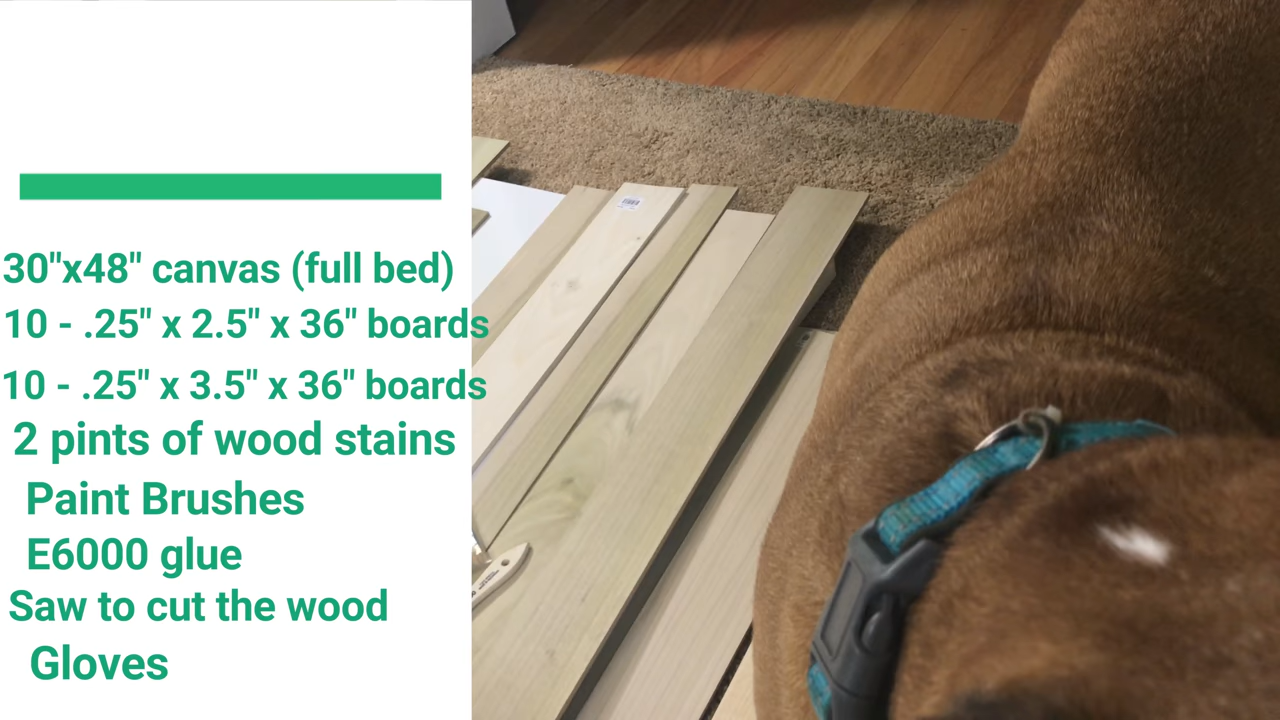 30"x48" canvas (full bed)
10 - .25" x 2.5" x 36" boards
10 - .25" x 3.5" x 36" boards
2 pints of wood stains
Paint Brushes
E6000 glue
Saw to cut the wood
Gloves